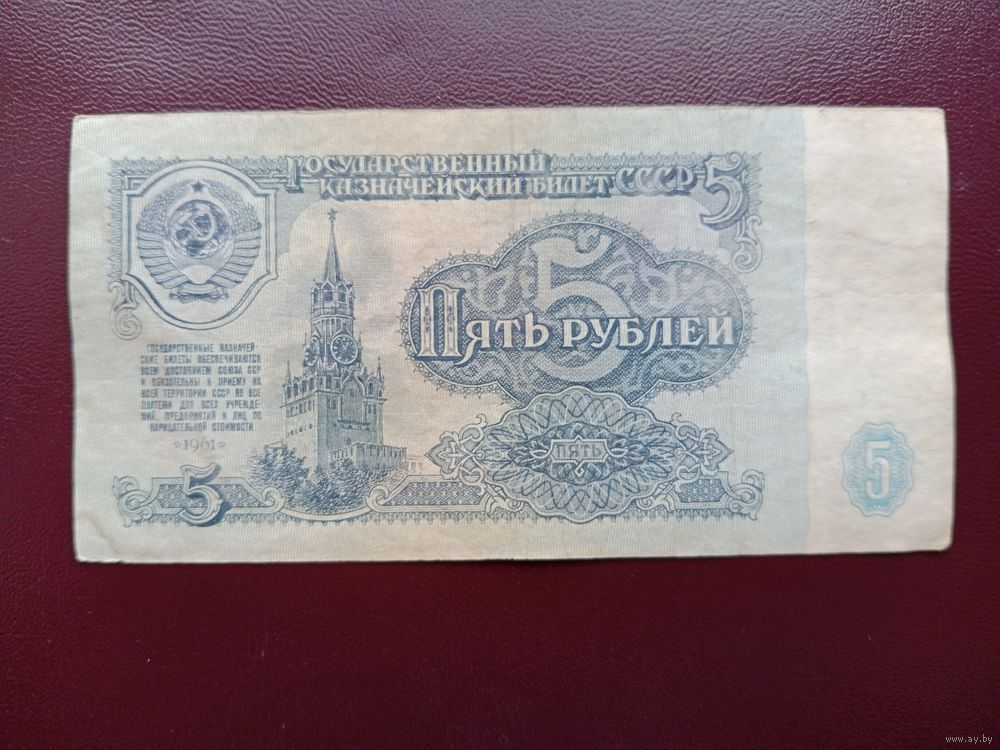 ГОСУДАРСТВЕННЫЙ
КАЗНАЧЕЙСКИЙ БИЛЕТ СССР 5
5
ПЯТЬ РУБЛЕЙ
ГОСУДАРСТВЕННЫЕ КАЗНАЧЕЙ-
СКИЕ БИЛЕТЫ ОБЕСПЕЧИВАЮТСЯ
ВСЕМ ДОСТОЯНИЕМ СОЮЗА ССР
И ОБЯЗАТЕЛЬНЫ К ПРИЕМУ НА
ВСЕЙ ТЕРРИТОРИИ СССР ВО ВСЕ
ПЛАТЕЖИ ДЛЯ ВСЕХ УЧРЕЖДЕ-
НИЙ, ПРЕДПРИЯТИЙ И ЛИЦ ПО
НАРИЦАТЕЛЬНОЙ СТОИМОСТИ
1961
ПЯТЬ
5
5
www.ay.by